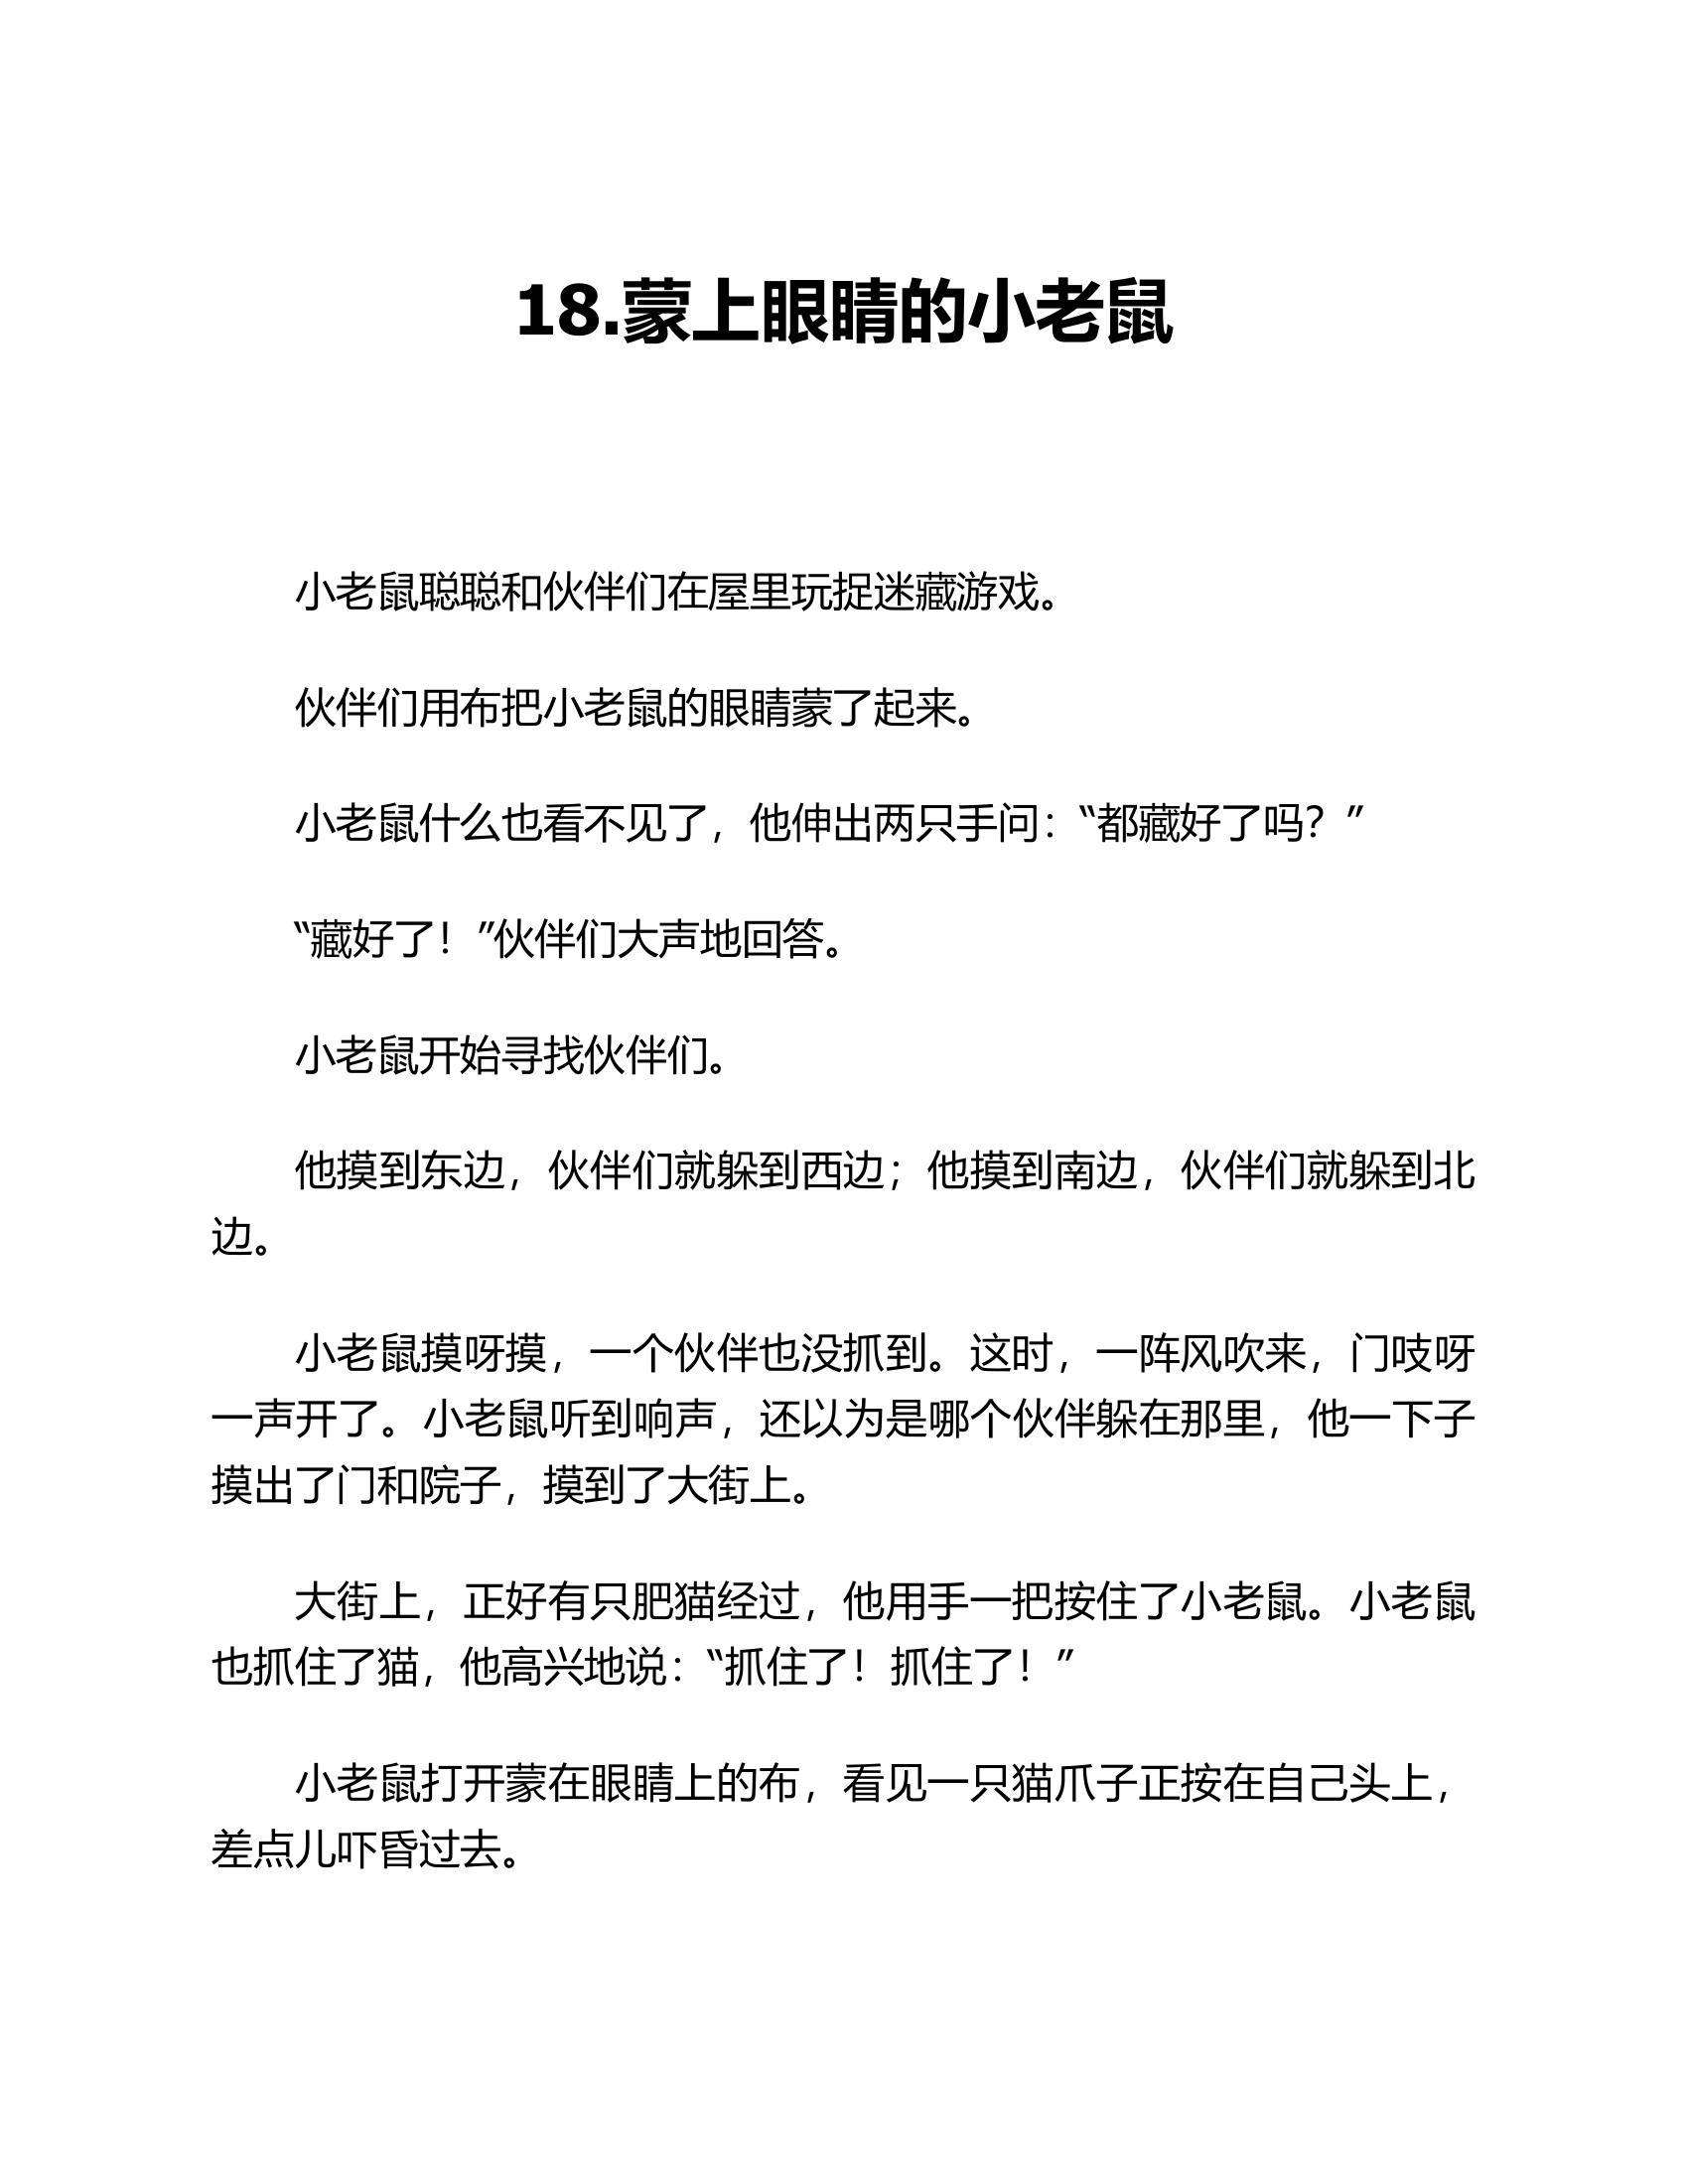 18.蒙上眼睛的小老鼠
小老鼠聪聪和伙伴们在屋里玩捉迷藏游戏。
伙伴们用布把小老鼠的眼睛蒙了起来。
小老鼠什么也看不见了，他伸出两只手问：“都藏好了吗？”
“藏好了！”伙伴们大声地回答。
小老鼠开始寻找伙伴们。
他摸到东边，伙伴们就躲到西边；他摸到南边，伙伴们就躲到北
边。
小老鼠摸呀摸，一个伙伴也没抓到。这时，一阵风吹来，门吱呀
一声开了。小老鼠听到响声，还以为是哪个伙伴躲在那里，他一下子
摸出了门和院子，摸到了大街上。
大街上，正好有只肥猫经过，他用手一把按住了小老鼠。小老鼠
也抓住了猫，他高兴地说：“抓住了！抓住了！”
小老鼠打开蒙在眼睛上的布，看见一只猫爪子正按在自己头上，
差点儿吓昏过去。